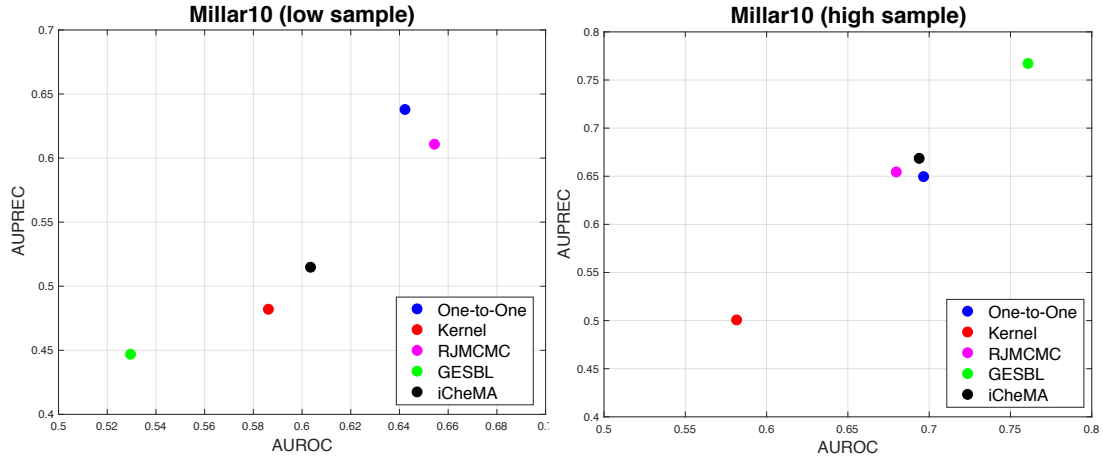 Millar10 (low sample)
0.7
0.65
0.6
0.55
0.5
0.45
0.4
AUPREC
0.5 0.52 0.54 0.56 0.58 0.6 0.62 0.64 0.66 0.68
AUROC
One-to-One
Kernel
RJMCMC
GESBL
iCheMA
Millar10 (high sample)
0.8
0.75
0.7
0.65
0.6
0.55
0.5
0.45
0.4
AUPREC
0.5 0.55 0.6 0.65 0.7 0.75 0.8
AUROC
One-to-One
Kernel
RJMCMC
GESBL
iCheMA